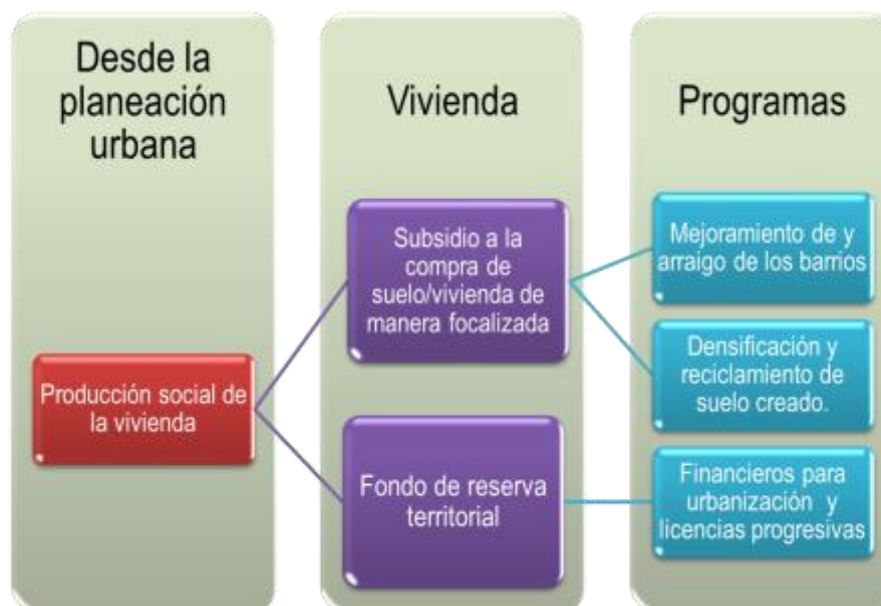 Desde la
planeación
urbana
Producción social de
la vivienda
Vivienda
Subsidio a la
compra de
suelo/vivienda de
manera focalizada
Fondo de reserva
territorial
Programas
Mejoramiento de y
arraigo de los barrios
Densificación y
reciclamiento de
suelo creado.
Financieros para
urbanización y
licencias progresivas